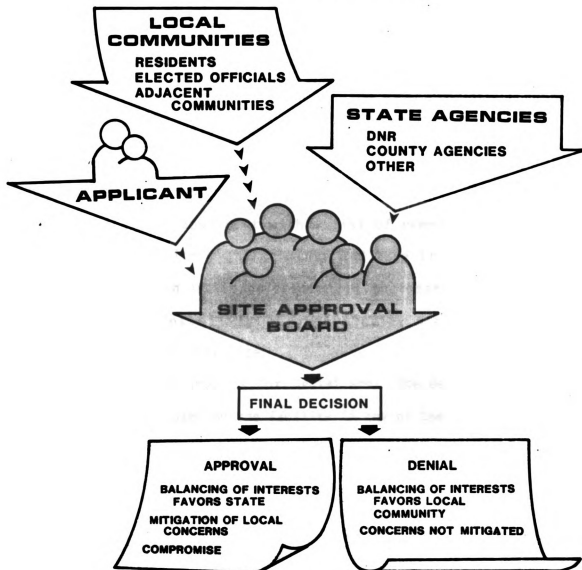 LOCAL
COMMUNITIES
RESIDENTS
ELECTED OFFICIALS
ADJACENT
COMMUNITIES
STATE AGENCIES
DNR
COUNTY AGENCIES
OTHER
APPLICANT
SITE APPROVAL
BOARD
FINAL DECISION
APPROVAL
BALANCING OF INTERESTS
FAVORS STATE
MITIGATION OF LOCAL
CONCERNS
COMPROMISE
DENIAL
BALANCING OF INTERESTS
FAVORS LOCAL
COMMUNITY
CONCERNS NOT MITIGATED